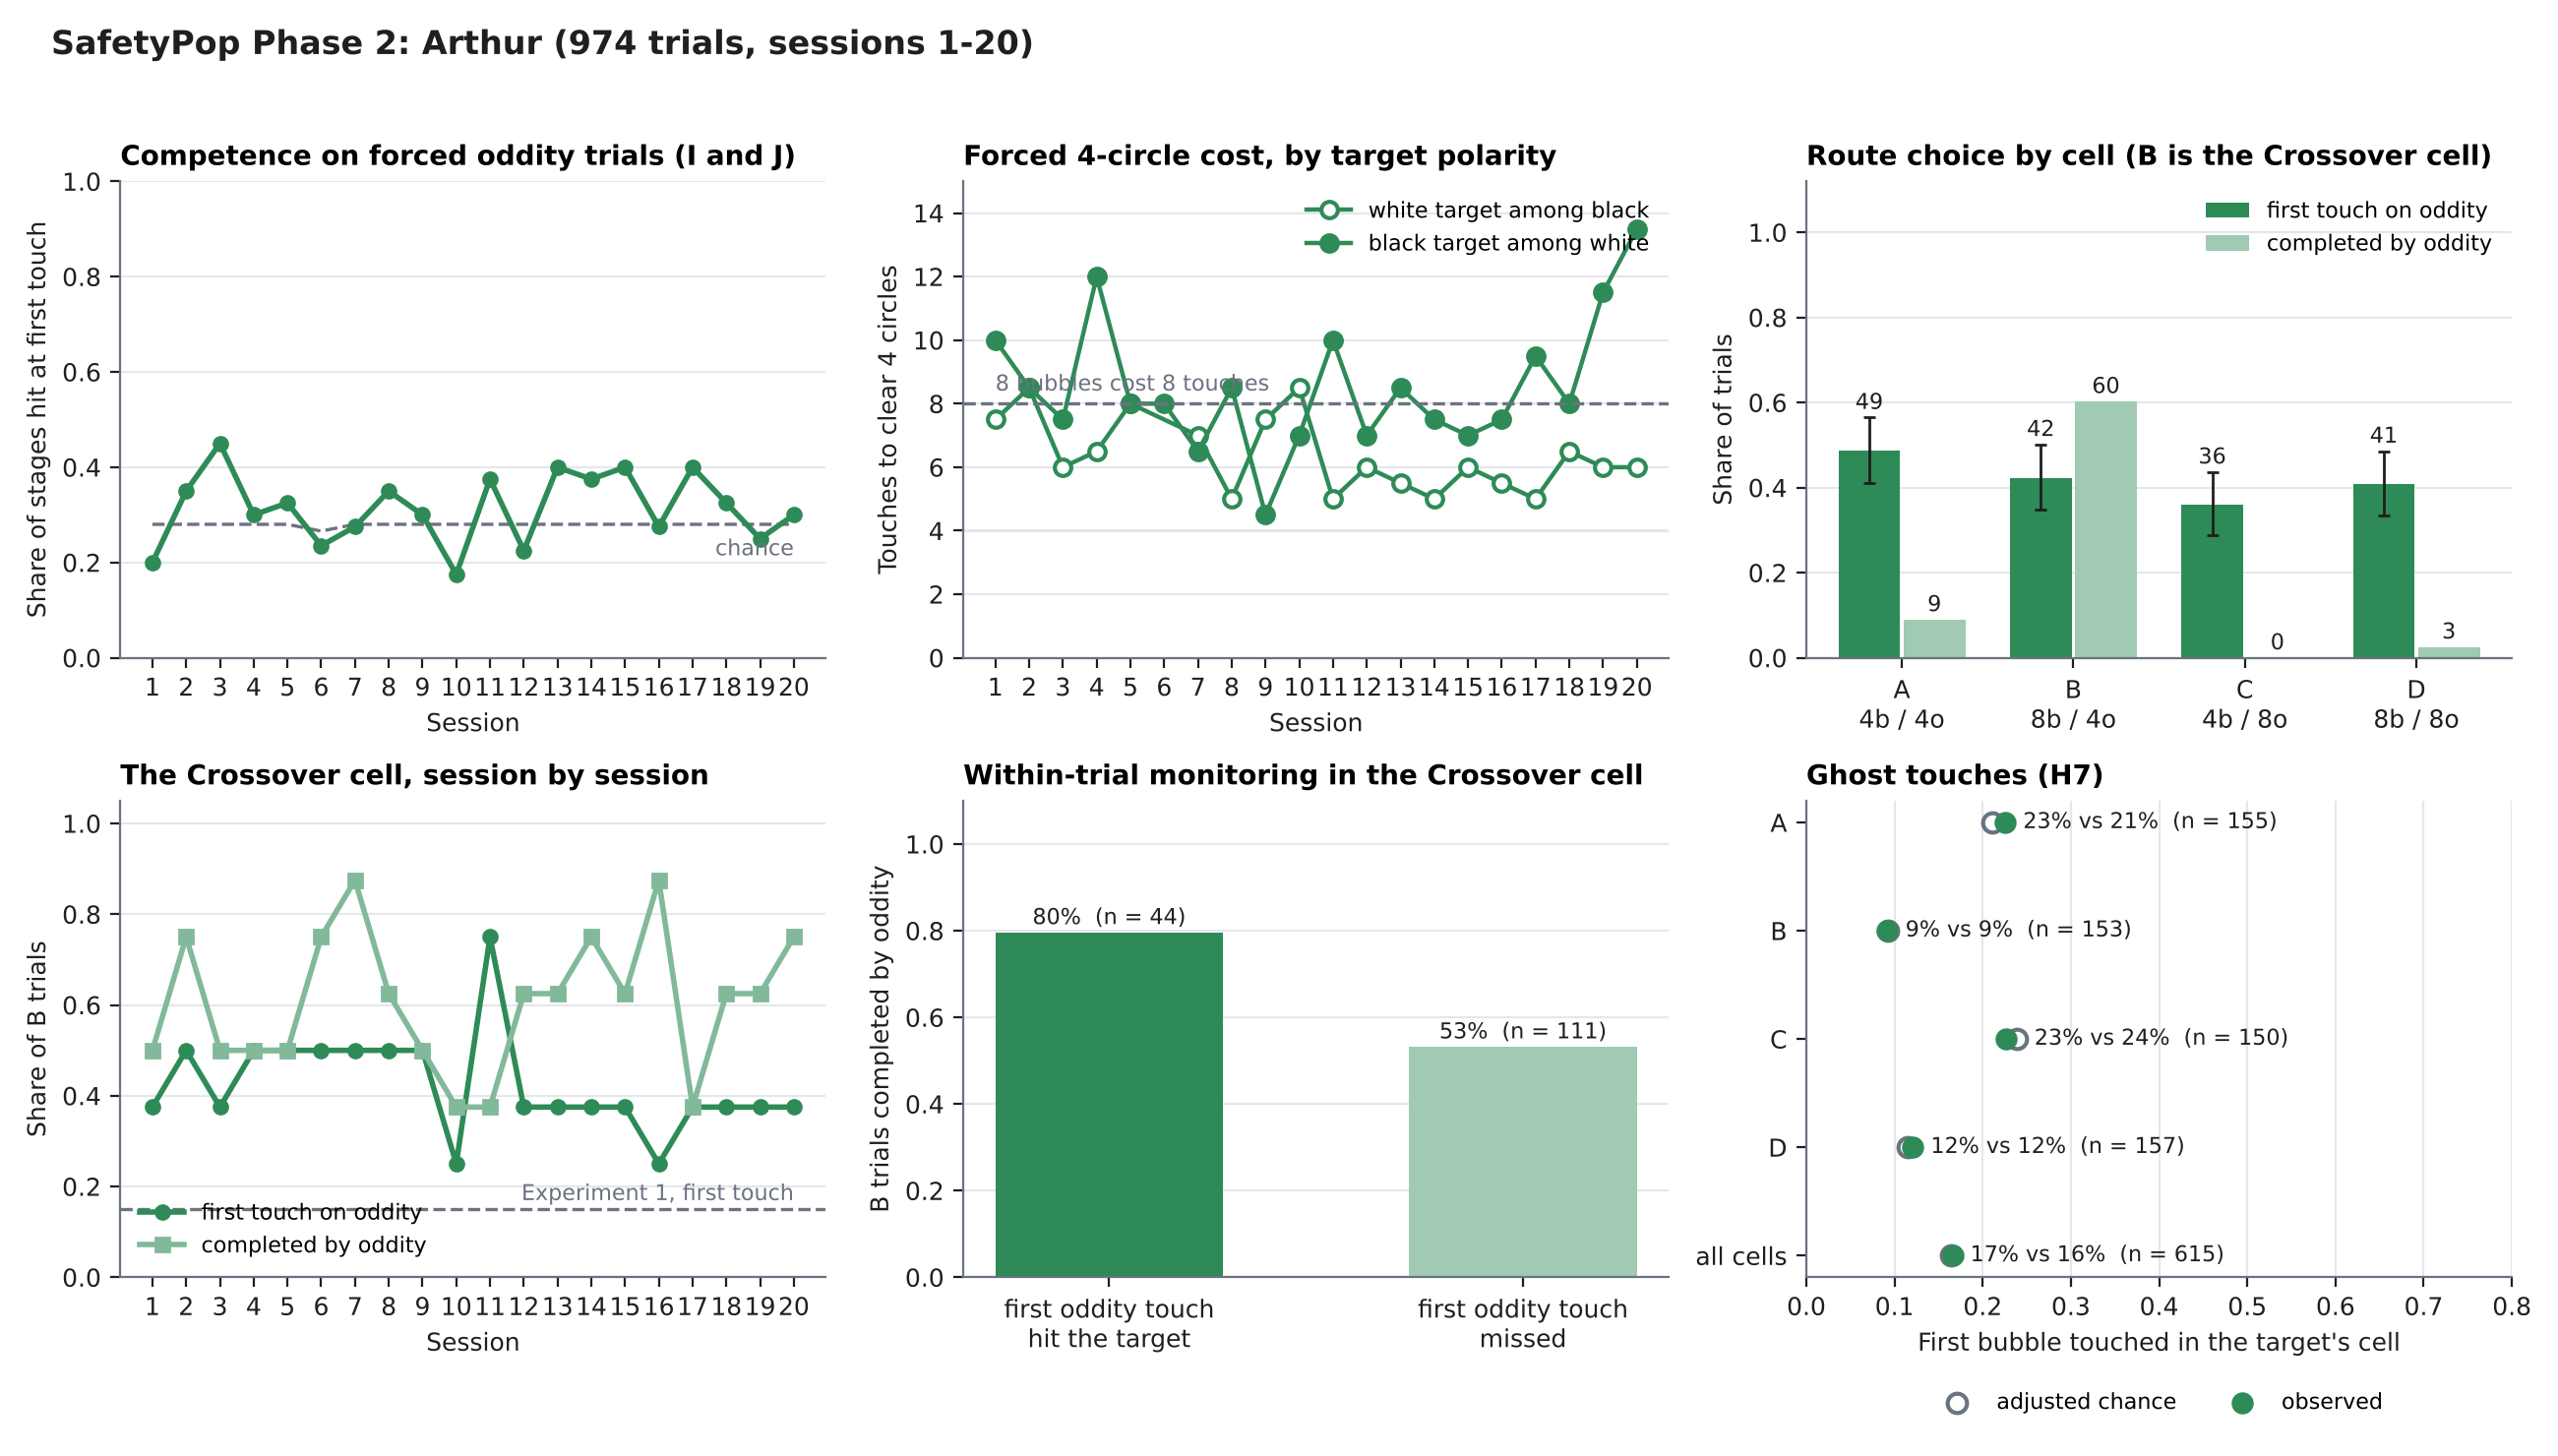 SafetyPop Phase 2: Arthur (974 trials, sessions 1-20)
Competence on forced oddity trials (I and J)
Share of stages hit at first touch
1.0
0.8
0.6
0.4
0.2
0.0
chance
1 2 3 4 5 6 7 8 9 10 11 12 13 14 15 16 17 18 19 20
Session
Forced 4-circle cost, by target polarity
Touches to clear 4 circles
14
12
10
8
6
4
2
0
white target among black
black target among white
8 bubbles cost 8 touches
1 2 3 4 5 6 7 8 9 10 11 12 13 14 15 16 17 18 19 20
Session
Route choice by cell (B is the Crossover cell)
Share of trials
1.0
0.8
0.6
0.4
0.2
0.0
first touch on oddity
completed by oddity
49
9
42
60
36
0
41
3
A B C D
4b / 4o 8b / 4o 4b / 8o 8b / 8o
The Crossover cell, session by session
Share of B trials
1.0
0.8
0.6
0.4
0.2
0.0
Experiment 1, first touch
first touch on oddity
completed by oddity
1 2 3 4 5 6 7 8 9 10 11 12 13 14 15 16 17 18 19 20
Session
Within-trial monitoring in the Crossover cell
B trials completed by oddity
1.0
0.8
0.6
0.4
0.2
0.0
80% (n = 44)
53% (n = 111)
first oddity touch
hit the target
first oddity touch
missed
Ghost touches (H7)
A
23% vs 21% (n = 155)
B
9% vs 9% (n = 153)
C
23% vs 24% (n = 150)
D
12% vs 12% (n = 157)
all cells
17% vs 16% (n = 615)
0.0 0.1 0.2 0.3 0.4 0.5 0.6 0.7 0.8
First bubble touched in the target's cell
adjusted chance
observed